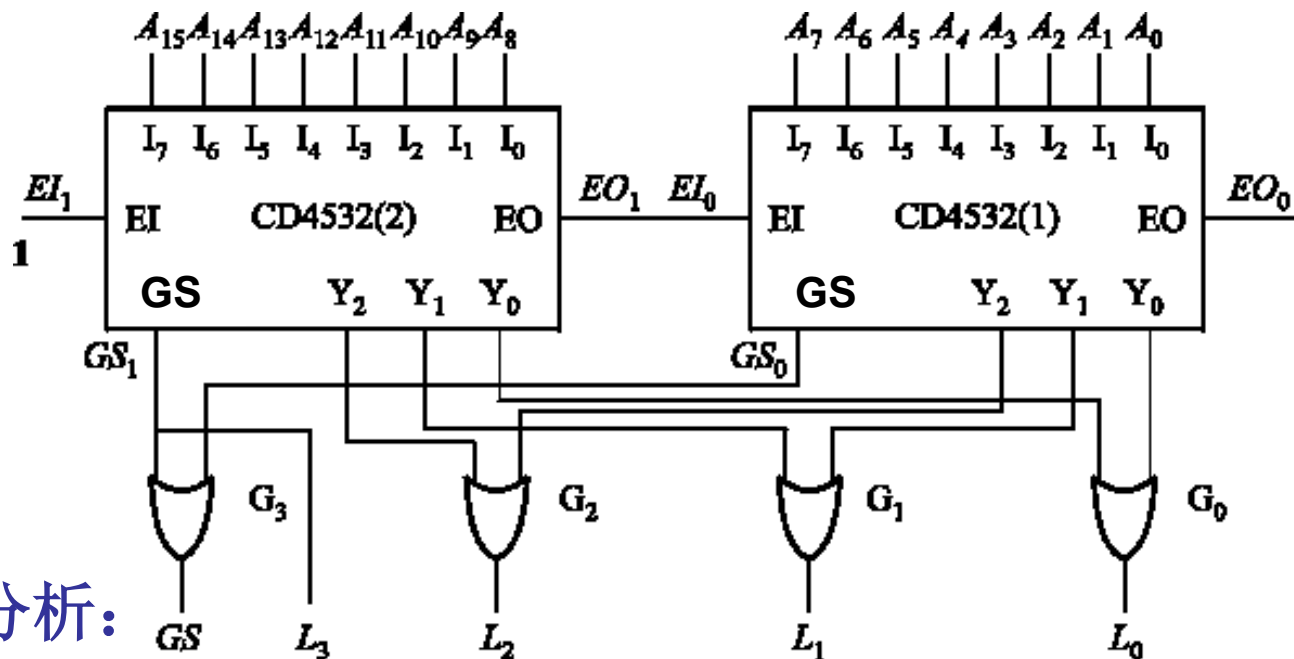 A15 A14 A13 A12 A11 A10 A9 A8 A7 A6 A5 A4 A3 A2 A1 A0
I7 I6 I5 I4 I3 I2 I1 I0 I7 I6 I5 I4 I3 I2 I1 I0
EI1 EO1 EI0 EO0
EI CD4532(2) EO EI CD4532(1) EO
1
GS Y2 Y1 Y0 GS Y2 Y1 Y0
GS1 GS0
G3 G2 G1 G0
分析：
GS L3 L2 L1 L0